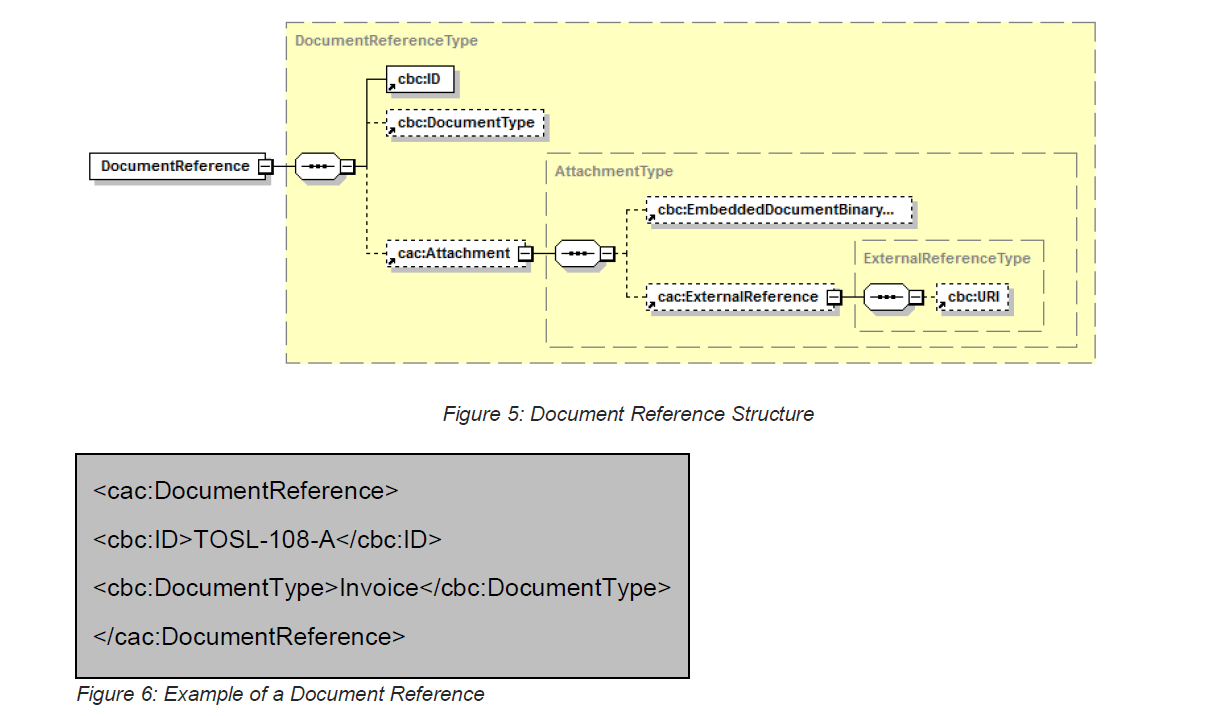 DocumentReferenceType
cbc:ID
cbc:DocumentType
DocumentReference
AttachmentType
cbc:EmbeddedDocumentBinary...
cac:Attachment
ExternalReferenceType
cac:ExternalReference
cbc:URI
Figure 5: Document Reference Structure
<cac:DocumentReference>
<cbc:ID>TOSL-108-A</cbc:ID>
<cbc:DocumentType>Invoice</cbc:DocumentType>
</cac:DocumentReference>
Figure 6: Example of a Document Reference